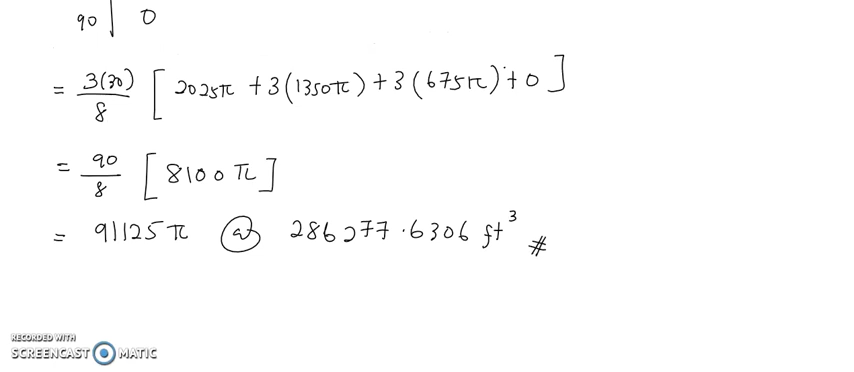 90 | 0
= 3(30)/8 [ 2025π + 3(1350π) + 3(675π) + 0 ]
= 90/8 [ 8100π ]
= 91125π @ 286277.6306 ft³ #
RECORDED WITH
SCREENCAST MATIC